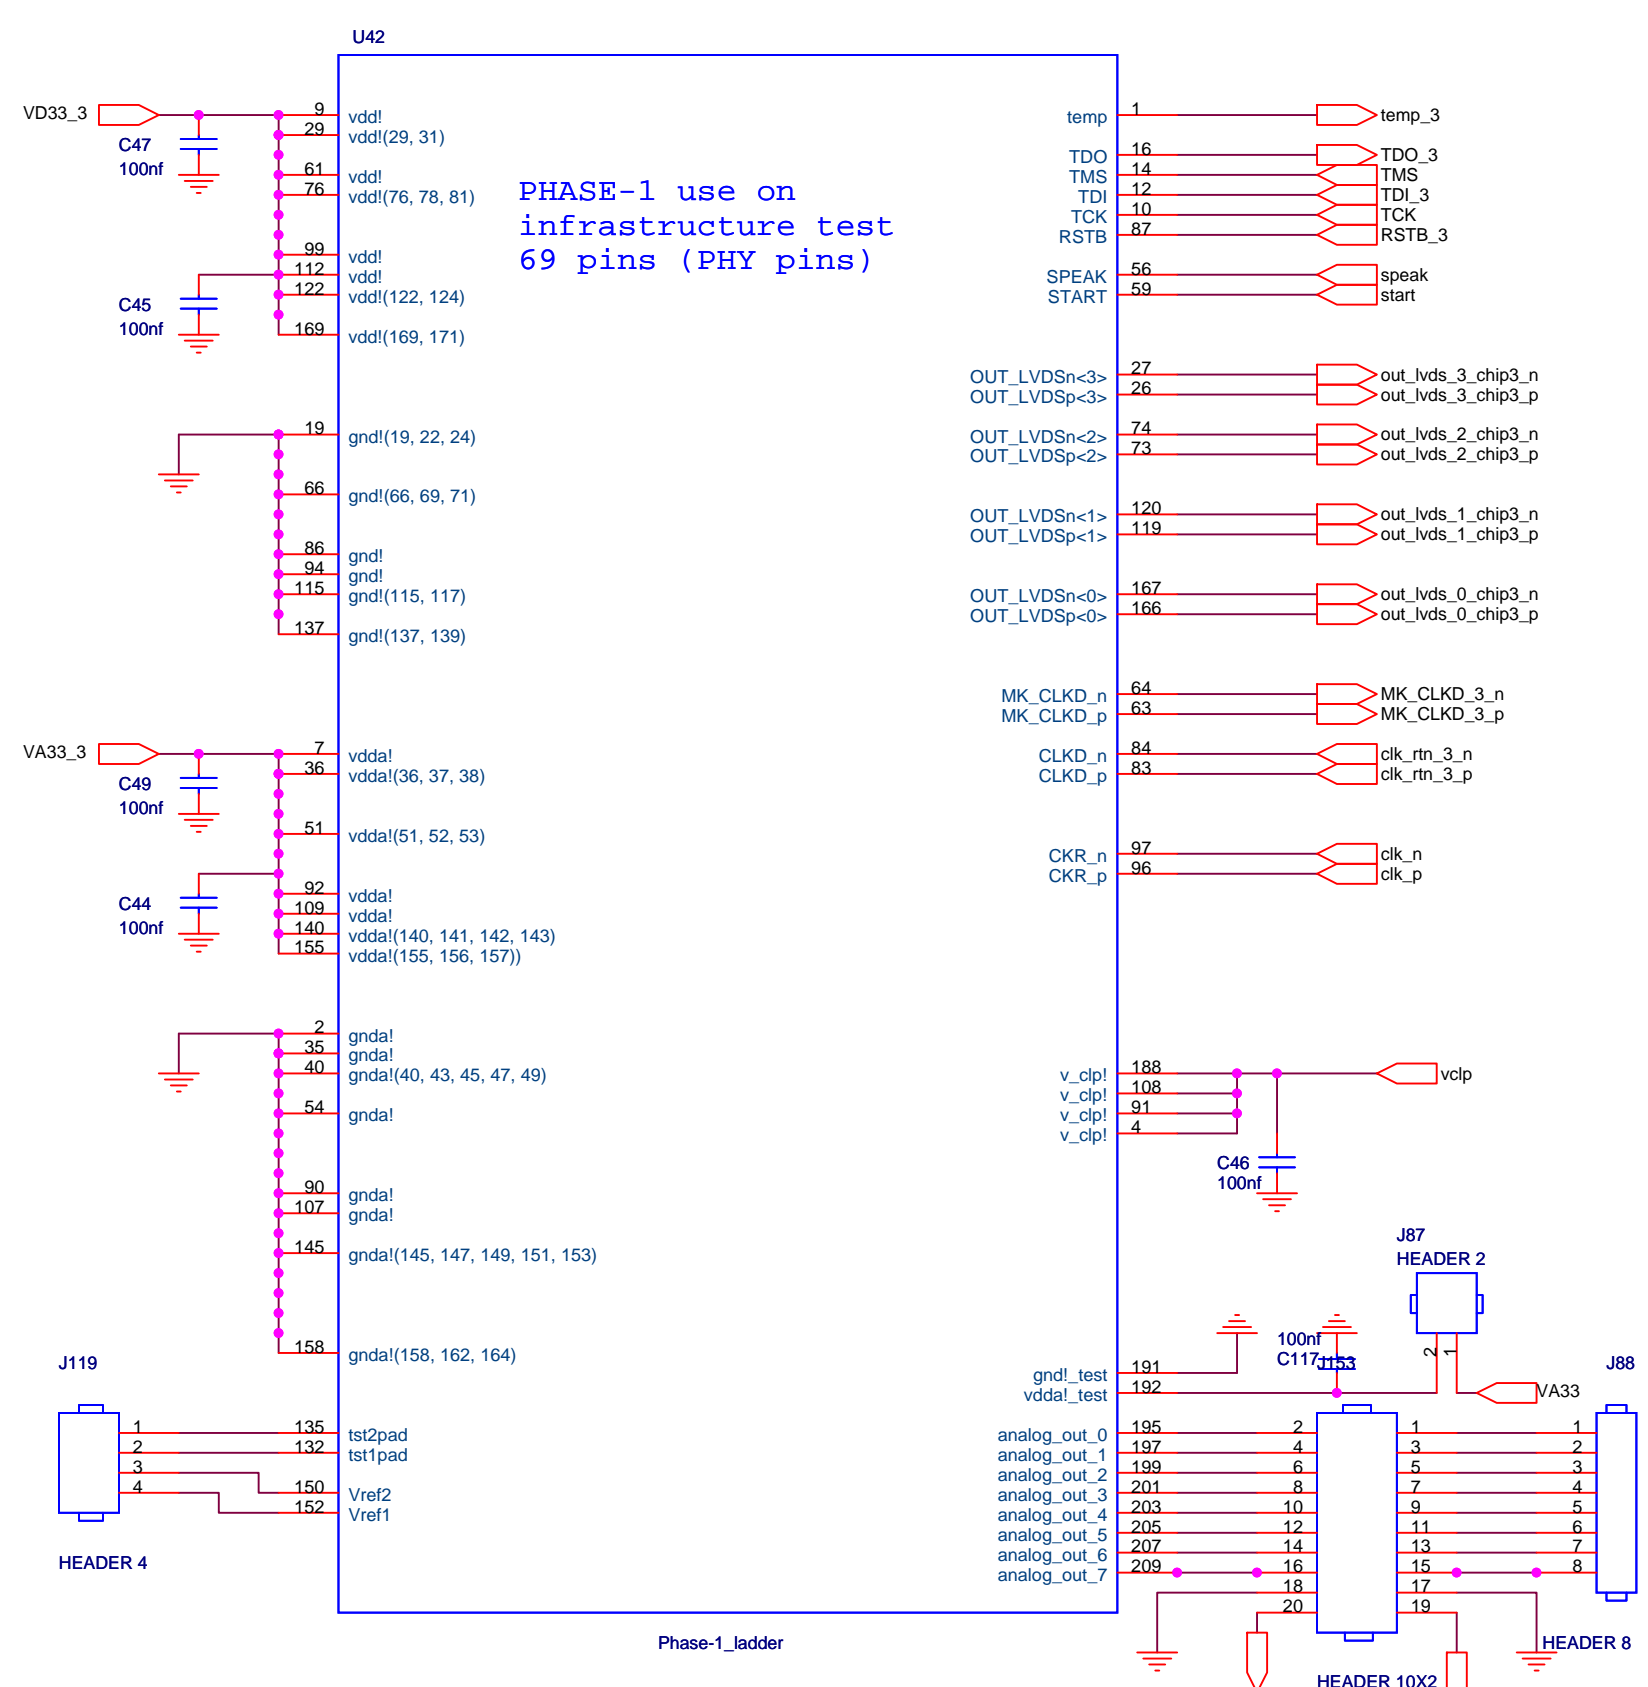 U42
VD33_3
C47
100nf
C45
100nf
9
29
61
76
99
112
122
169
vdd!
vdd!(29, 31)
vdd!
vdd!(76, 78, 81)
vdd!
vdd!
vdd!(122, 124)
vdd!(169, 171)
PHASE-1 use on
infrastructure test
69 pins (PHY pins)
19
66
86
94
115
137
gnd!(19, 22, 24)
gnd!(66, 69, 71)
gnd!
gnd!
gnd!(115, 117)
gnd!(137, 139)
VA33_3
C49
100nf
C44
100nf
7
36
51
92
109
140
155
vdda!
vdda!(36, 37, 38)
vdda!(51, 52, 53)
vdda!
vdda!
vdda!(140, 141, 142, 143)
vdda!(155, 156, 157))
2
35
40
54
90
107
145
158
gnda!
gnda!
gnda!(40, 43, 45, 47, 49)
gnda!
gnda!
gnda!
gnda!(145, 147, 149, 151, 153)
gnda!(158, 162, 164)
J119
1
2
3
4
HEADER 4
135
132
150
152
tst2pad
tst1pad
Vref2
Vref1
temp 1 temp_3
TDO 16 TDO_3
TMS 14 TMS
TDI 12 TDI_3
TCK 10 TCK
RSTB 87 RSTB_3
SPEAK 56 speak
START 59 start
OUT_LVDSn<3> 27 out_lvds_3_chip3_n
OUT_LVDSp<3> 26 out_lvds_3_chip3_p
OUT_LVDSn<2> 74 out_lvds_2_chip3_n
OUT_LVDSp<2> 73 out_lvds_2_chip3_p
OUT_LVDSn<1> 120 out_lvds_1_chip3_n
OUT_LVDSp<1> 119 out_lvds_1_chip3_p
OUT_LVDSn<0> 167 out_lvds_0_chip3_n
OUT_LVDSp<0> 166 out_lvds_0_chip3_p
MK_CLKD_n 64 MK_CLKD_3_n
MK_CLKD_p 63 MK_CLKD_3_p
CLKD_n 84 clk_rtn_3_n
CLKD_p 83 clk_rtn_3_p
CKR_n 97 clk_n
CKR_p 96 clk_p
v_clp! 188 vclp
v_clp! 108
v_clp! 91
v_clp! 4
C46
100nf
J87
HEADER 2
2 1
100nf
C117
J153
J88
gnd!_test 191
vdda!_test 192 VA33
analog_out_0 195 2 1 1
analog_out_1 197 4 3 2
analog_out_2 199 6 5 3
analog_out_3 201 8 7 4
analog_out_4 203 10 9 5
analog_out_5 205 12 11 6
analog_out_6 207 14 13 7
analog_out_7 209 16 15 8
18 17
20 19
Phase-1_ladder
HEADER 8
HEADER 10X2